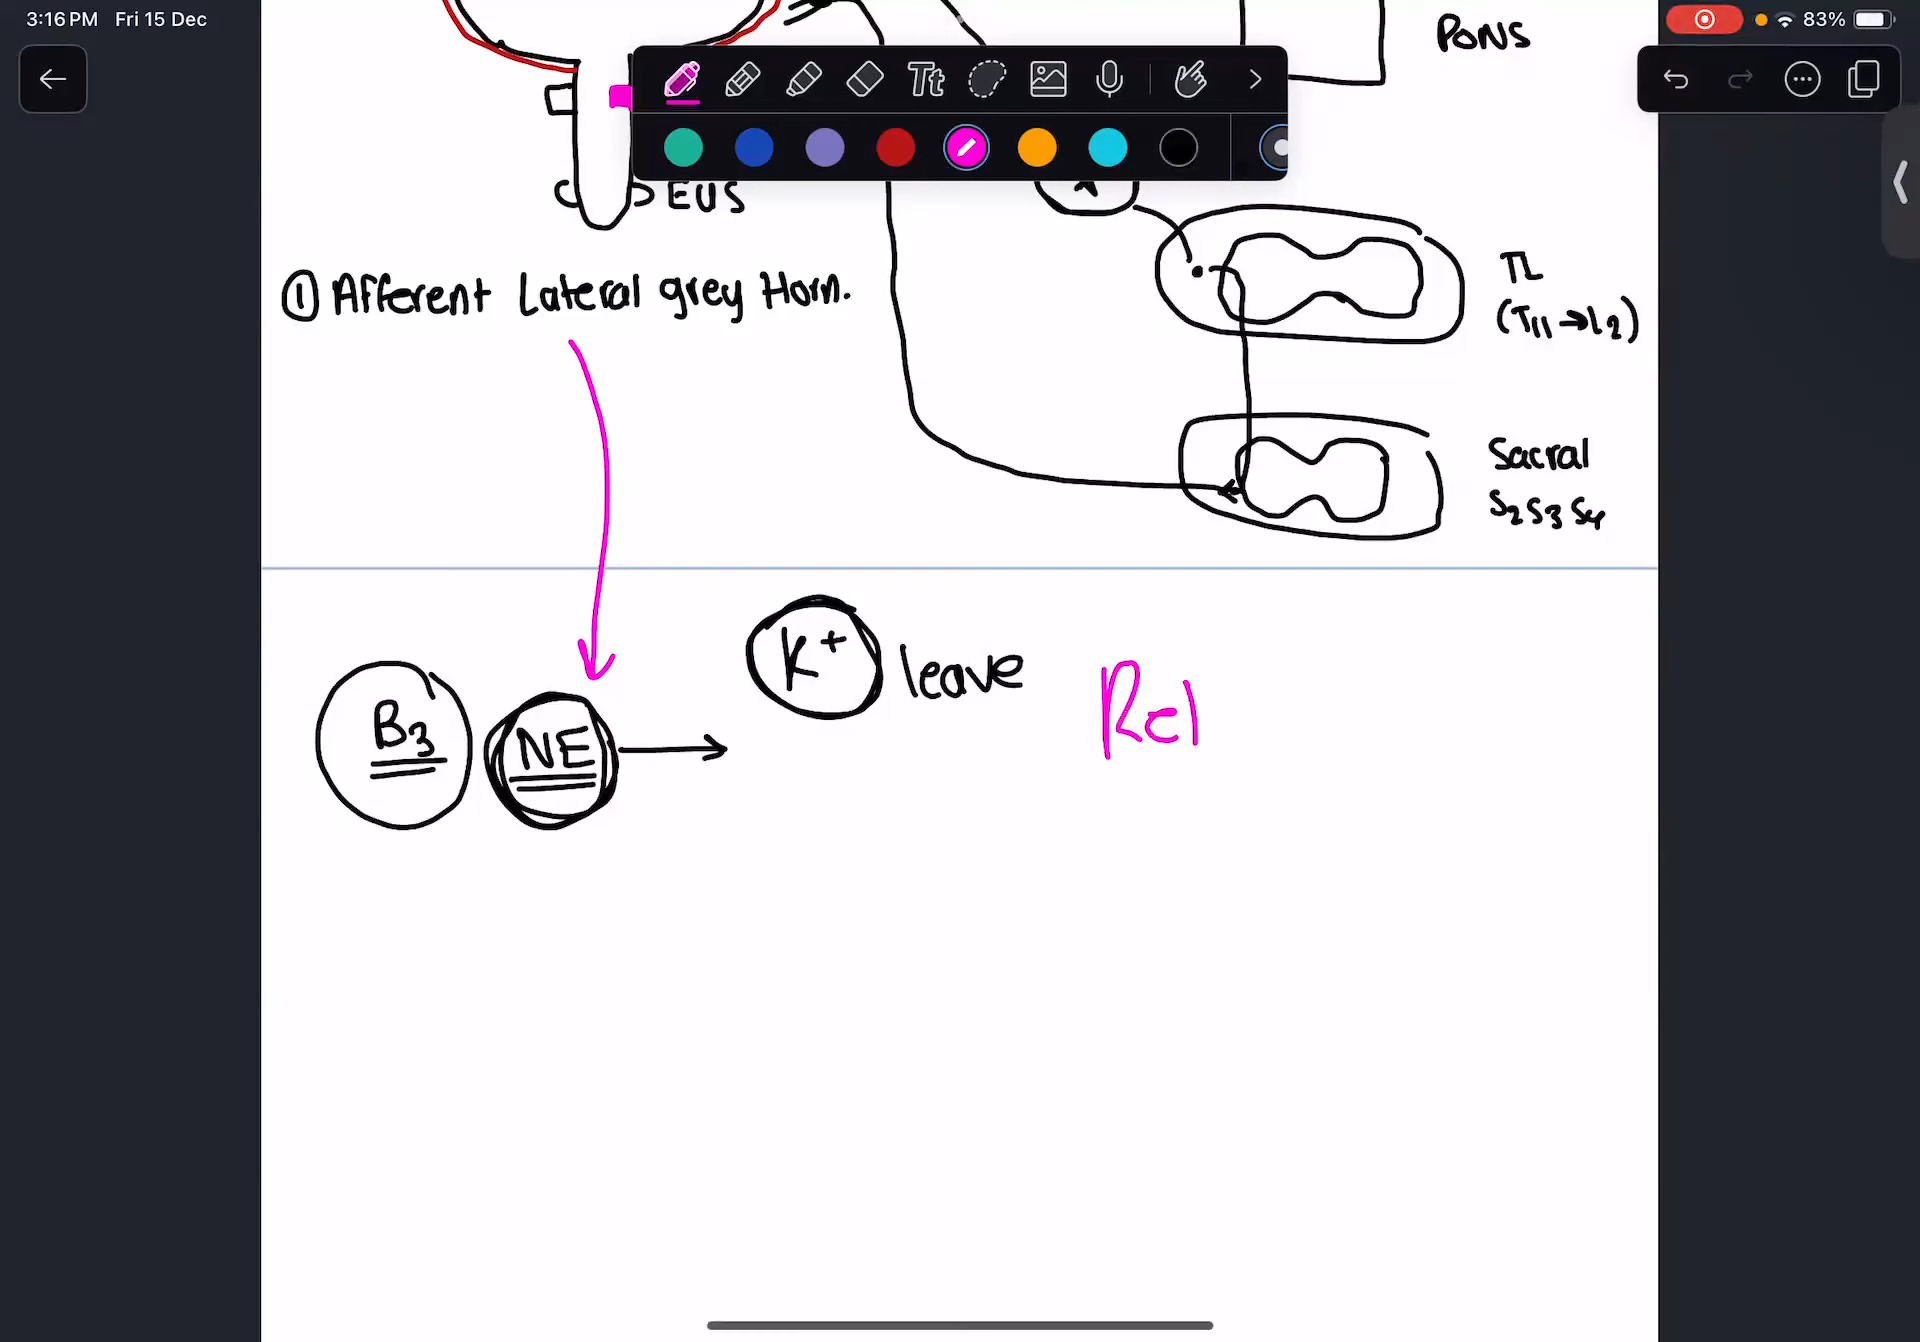 3:16 PM Fri 15 Dec
83%
PONS
Tt
EUS
① Afferent Lateral grey Horn.
TL
(T11→L2)
Sacral
S2 S3 S4
K+ leave
Rel
B3 NE →